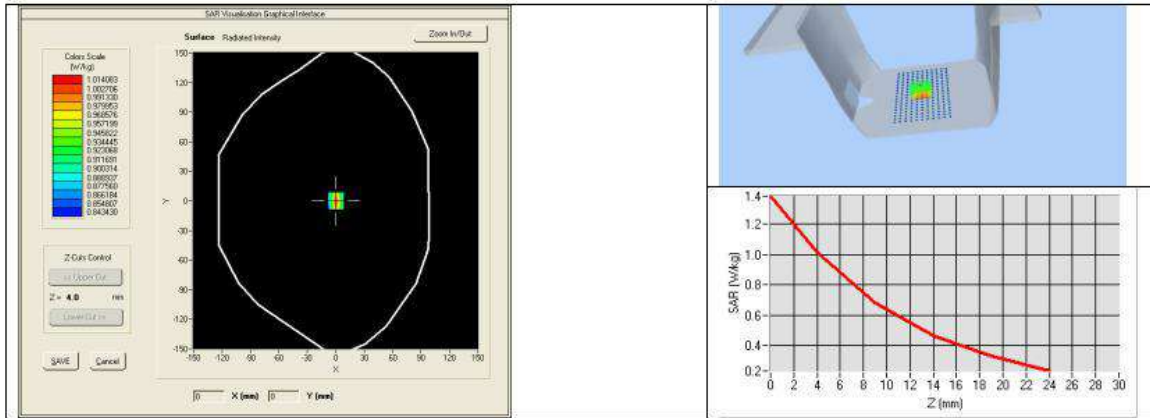 SAR Visualisation Graphical Interface
Surface Radiated Intensity
Zoom In/Out
Colors Scale
(W/kg)
1.014083
1.002706
0.991330
0.979953
0.968576
0.957199
0.945822
0.934445
0.923068
0.911691
0.900314
0.888937
0.877560
0.866184
0.854807
0.843430
Z-Cuts Control
<< Upper Cut
Z = 4.0 mm
Lower Cut >>
SAVE Cancel
150
120
90
60
30
0
-30
-60
-90
-120
-150
Y
-150 -120 -90 -60 -30 0 30 60 90 120 150
X
0 X (mm) 0 Y (mm)
1.4
1.2
1.0
0.8
0.6
0.4
0.2
SAR (W/kg)
0 2 4 6 8 10 12 14 16 18 20 22 24 26 28 30
Z (mm)